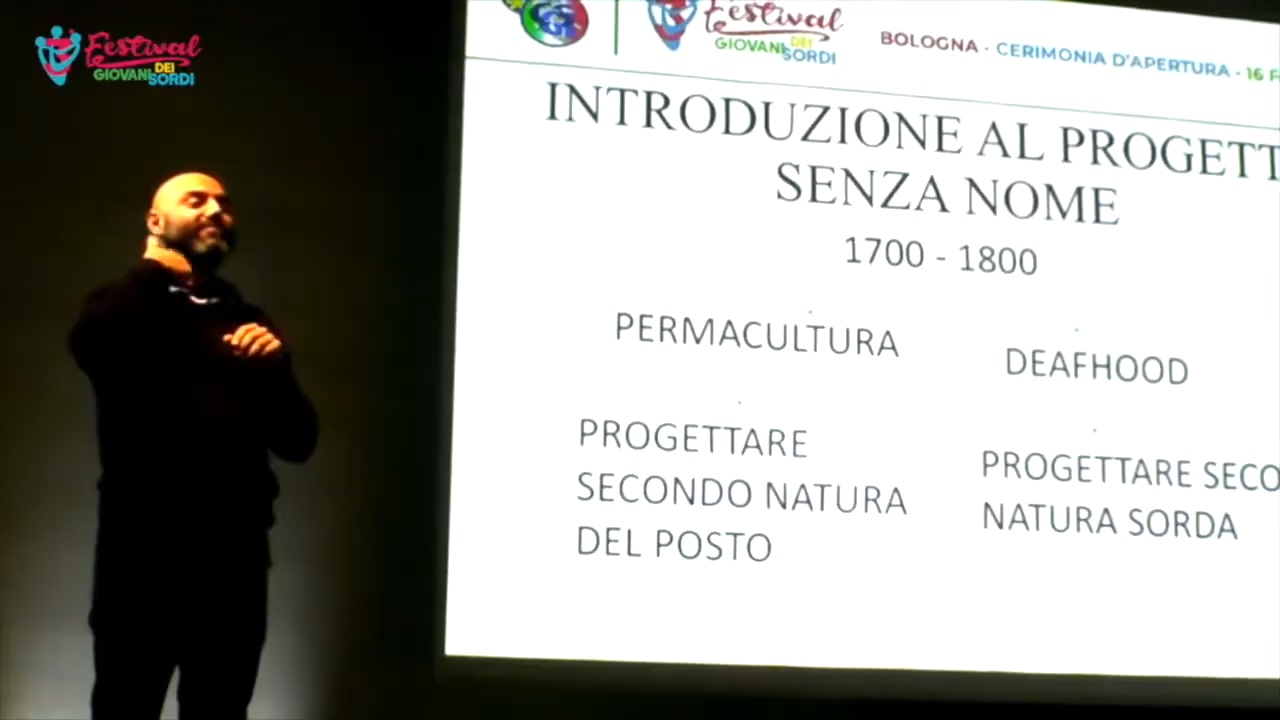 Festival
GIOVANI DEI SORDI
Festival
GIOVANI DEI SORDI
BOLOGNA - CERIMONIA D'APERTURA - 16 F
INTRODUZIONE AL PROGETT
SENZA NOME
1700 - 1800
PERMACULTURA
DEAFHOOD
PROGETTARE
SECONDO NATURA
DEL POSTO
PROGETTARE SECO
NATURA SORDA